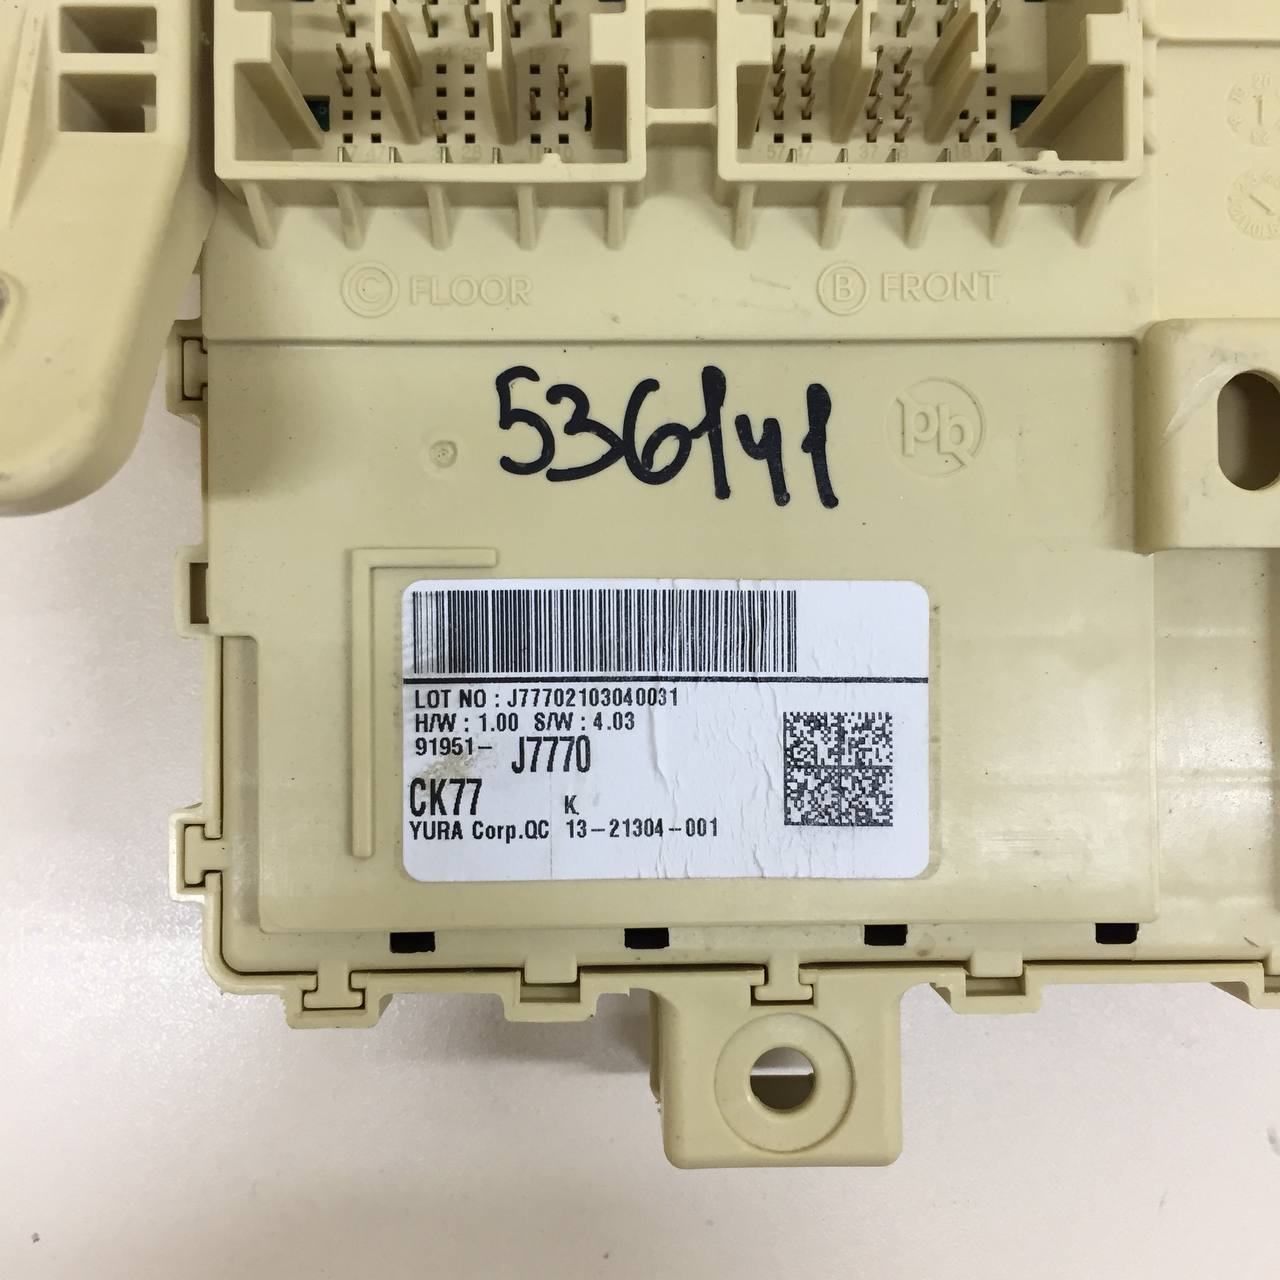 Ⓒ FLOOR
Ⓑ FRONT
536141
pb
LOT NO : J77702103040031
H/W : 1.00 S/W : 4.03
91951- J7770
CK77 K
YURA Corp.QC 13-21304-001